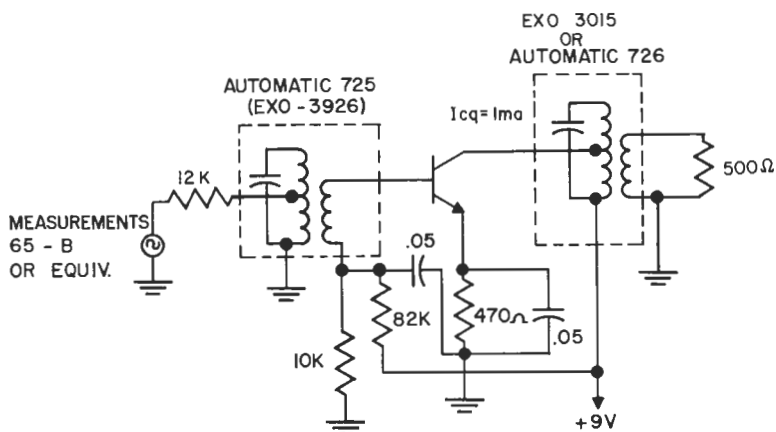 EXO 3015
OR
AUTOMATIC 726
AUTOMATIC 725
(EXO - 3926)
Icq = 1ma
12K
500Ω
MEASUREMENTS
65 - B
OR EQUIV.
.05
82K
470Ω
.05
10K
+9V